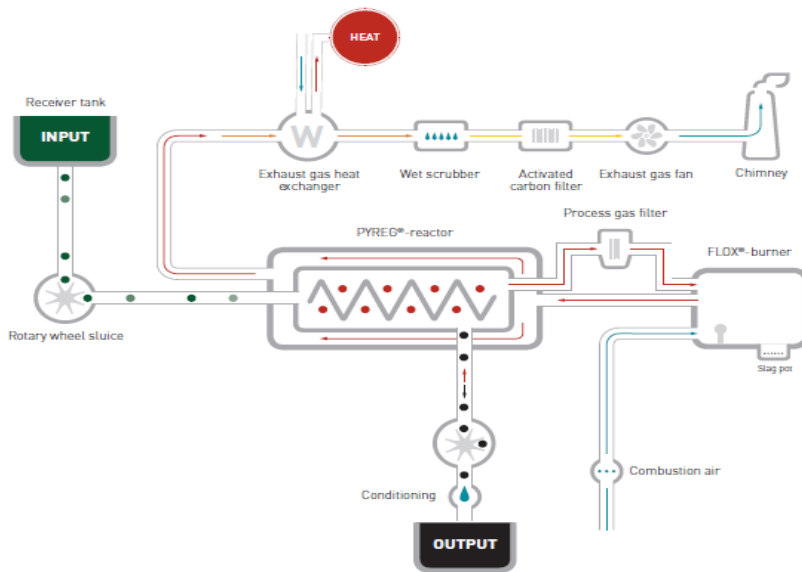 HEAT
Receiver tank
INPUT
W
Exhaust gas heat
exchanger
Wet scrubber
Activated
carbon filter
Exhaust gas fan
Chimney
Process gas filter
PYREG®-reactor
FLOX®-burner
Rotary wheel sluice
Slag pot
Combustion air
Conditioning
OUTPUT